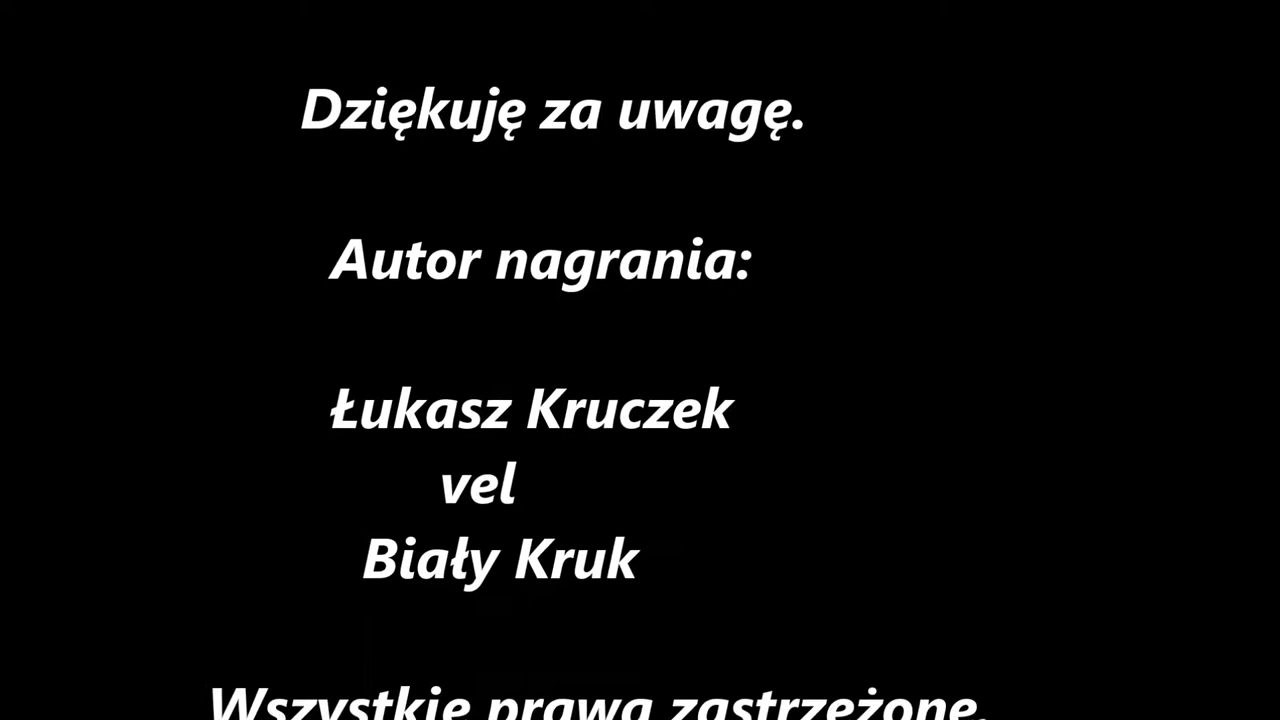 Dziękuję za uwagę.
Autor nagrania:
Łukasz Kruczek
vel
Biały Kruk
Wszystkie prawa zastrzeżone.